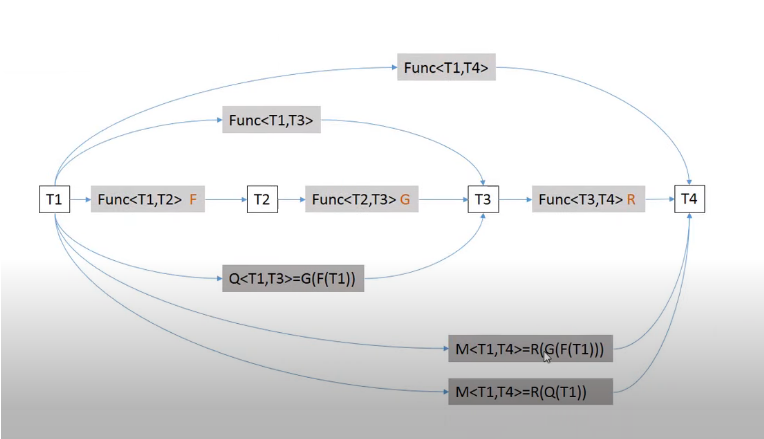 Func<T1,T4>
Func<T1,T3>
T1
Func<T1,T2> F
T2
Func<T2,T3> G
T3
Func<T3,T4> R
T4
Q<T1,T3>=G(F(T1))
M<T1,T4>=R(G(F(T1)))
M<T1,T4>=R(Q(T1))